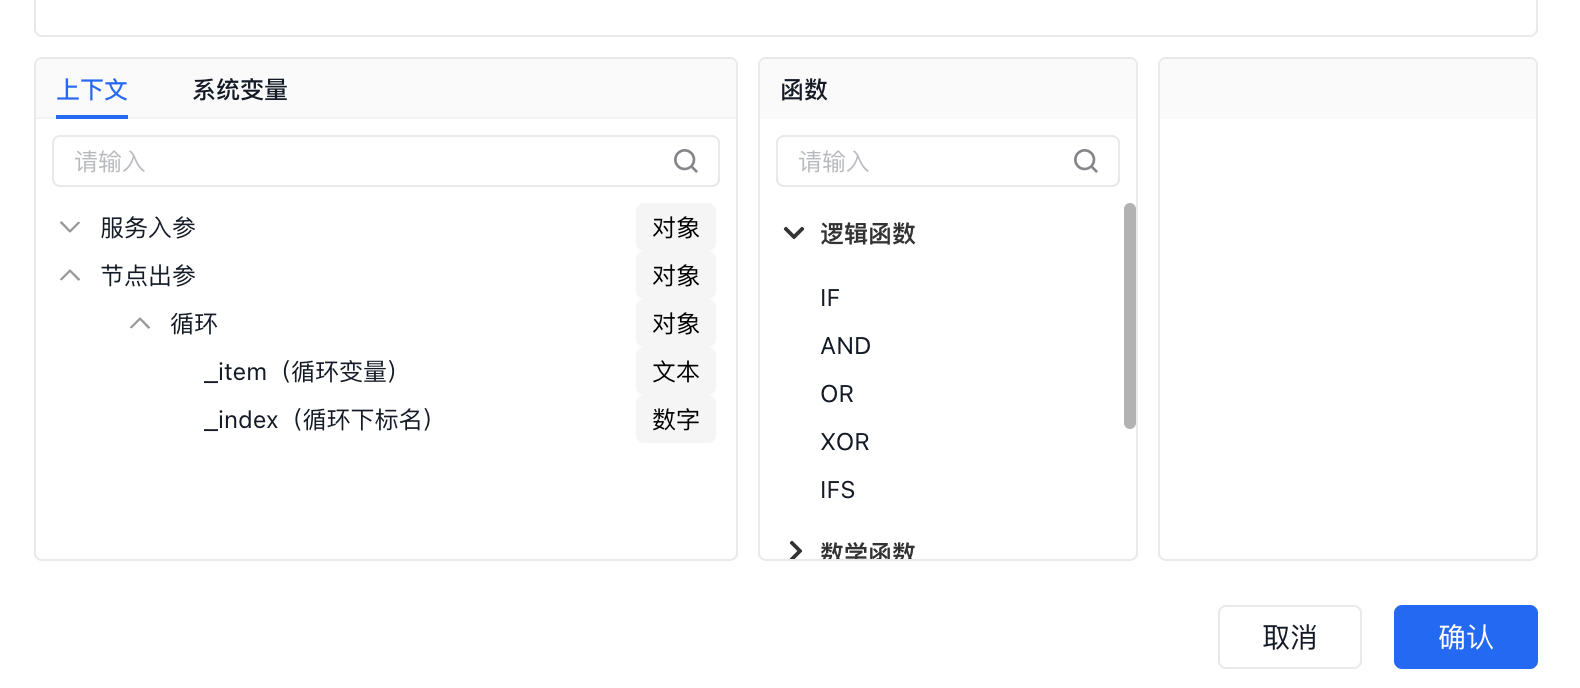 上下文 系统变量
请输入
服务入参 对象
节点出参 对象
循环 对象
_item（循环变量） 文本
_index（循环下标名） 数字
函数
请输入
逻辑函数
IF
AND
OR
XOR
IFS
数学函数
取消 确认